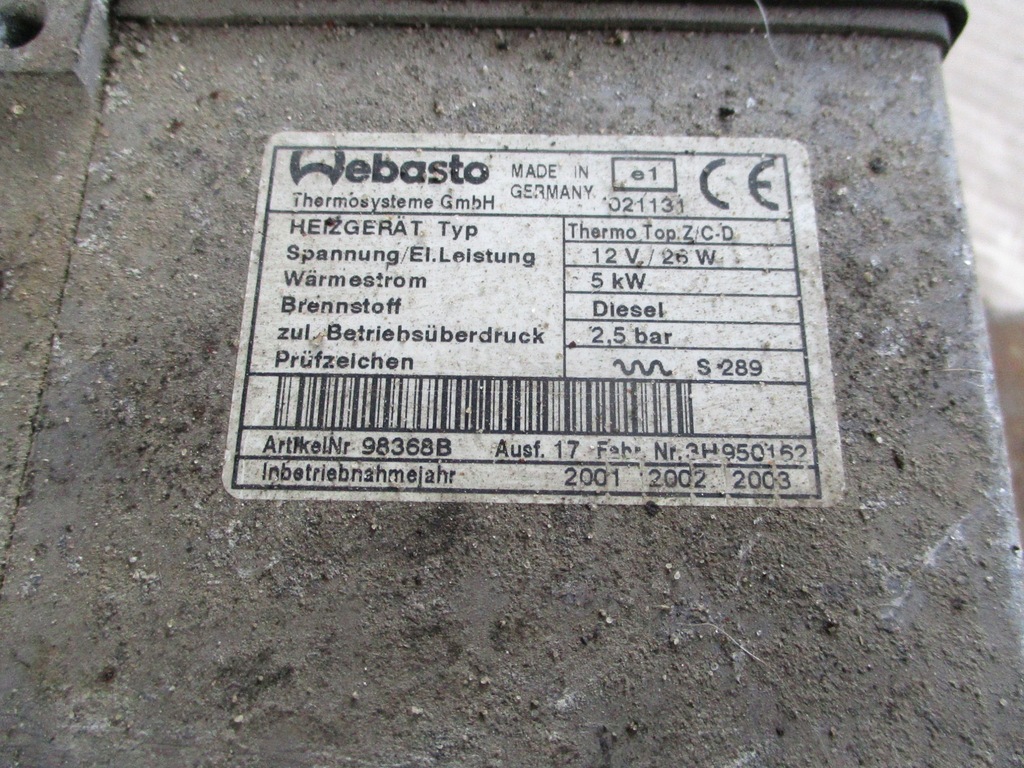 Webasto MADE IN GERMANY e1 CE
Thermosysteme GmbH 021131
HEIZGERÄT Typ Thermo Top Z/C-D
Spannung/El.Leistung 12 V / 26 W
Wärmestrom 5 kW
Brennstoff Diesel
zul. Betriebsüberdruck 2,5 bar
Prüfzeichen S 289
ArtikelNr 98368B Ausf. 17 Fabr. Nr. 3H950162
Inbetriebnahmejahr 2001 2002 2003